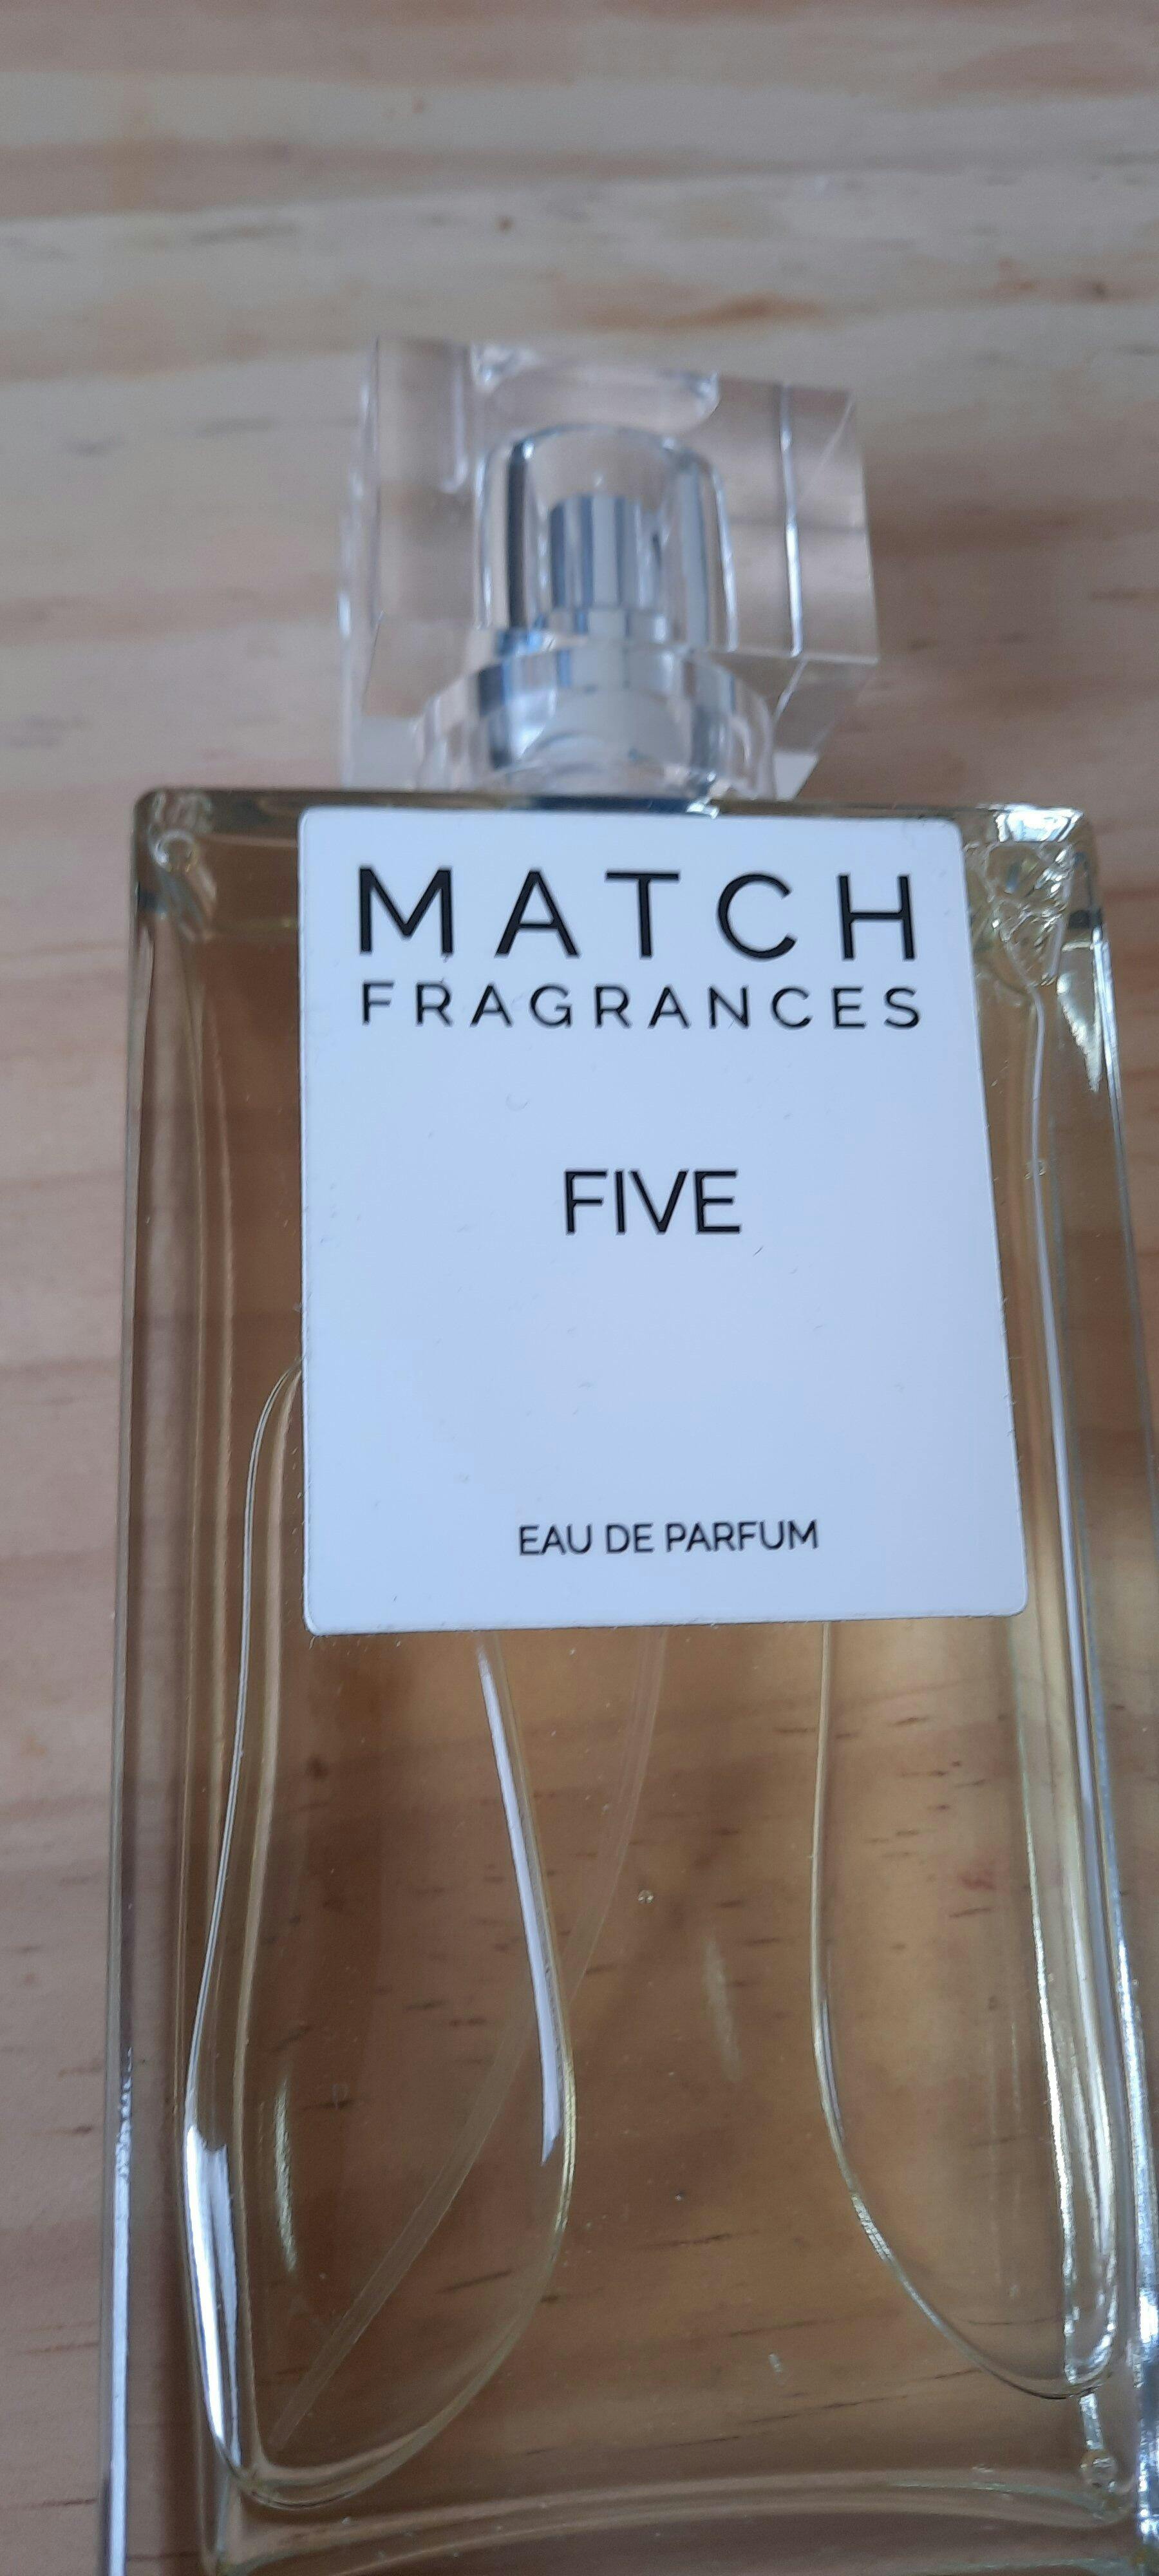 MATCH
FRAGRANCES
FIVE
EAU DE PARFUM